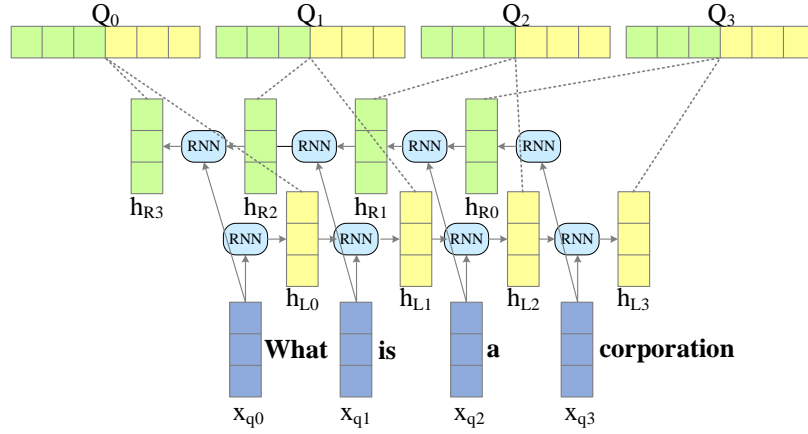 Q0 Q1 Q2 Q3
RNN RNN RNN RNN
hR3 hR2 hR1 hR0
RNN RNN RNN RNN
hL0 hL1 hL2 hL3
What is a corporation
xq0 xq1 xq2 xq3